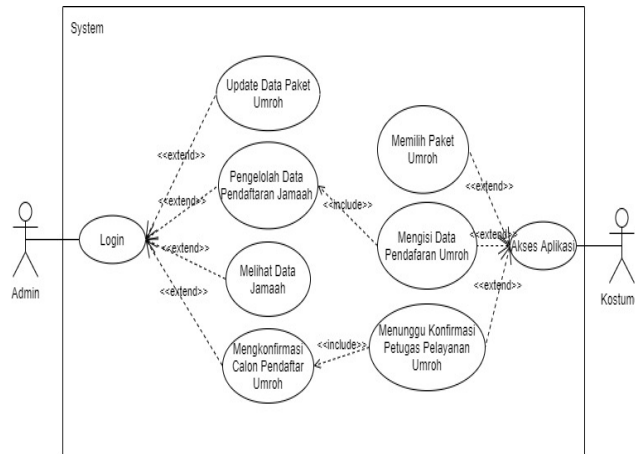 System
Update Data Paket
Umroh
<<extend>>
Memilih Paket
Umroh
<<extend>>
Pengelolah Data
Pendaftaran Jamaah
<<extend>>
<<extend>>
<<include>>
Admin
Login
Mengisi Data
Pendafaran Umroh
<<extend>>
Akses Aplikasi
Kostum
<<extend>>
Melihat Data
Jamaah
<<extend>>
<<extend>>
Mengkonfirmasi
Calon Pendaftar
Umroh
<<include>>
Menunggu Konfirmasi
Petugas Pelayanan
Umroh